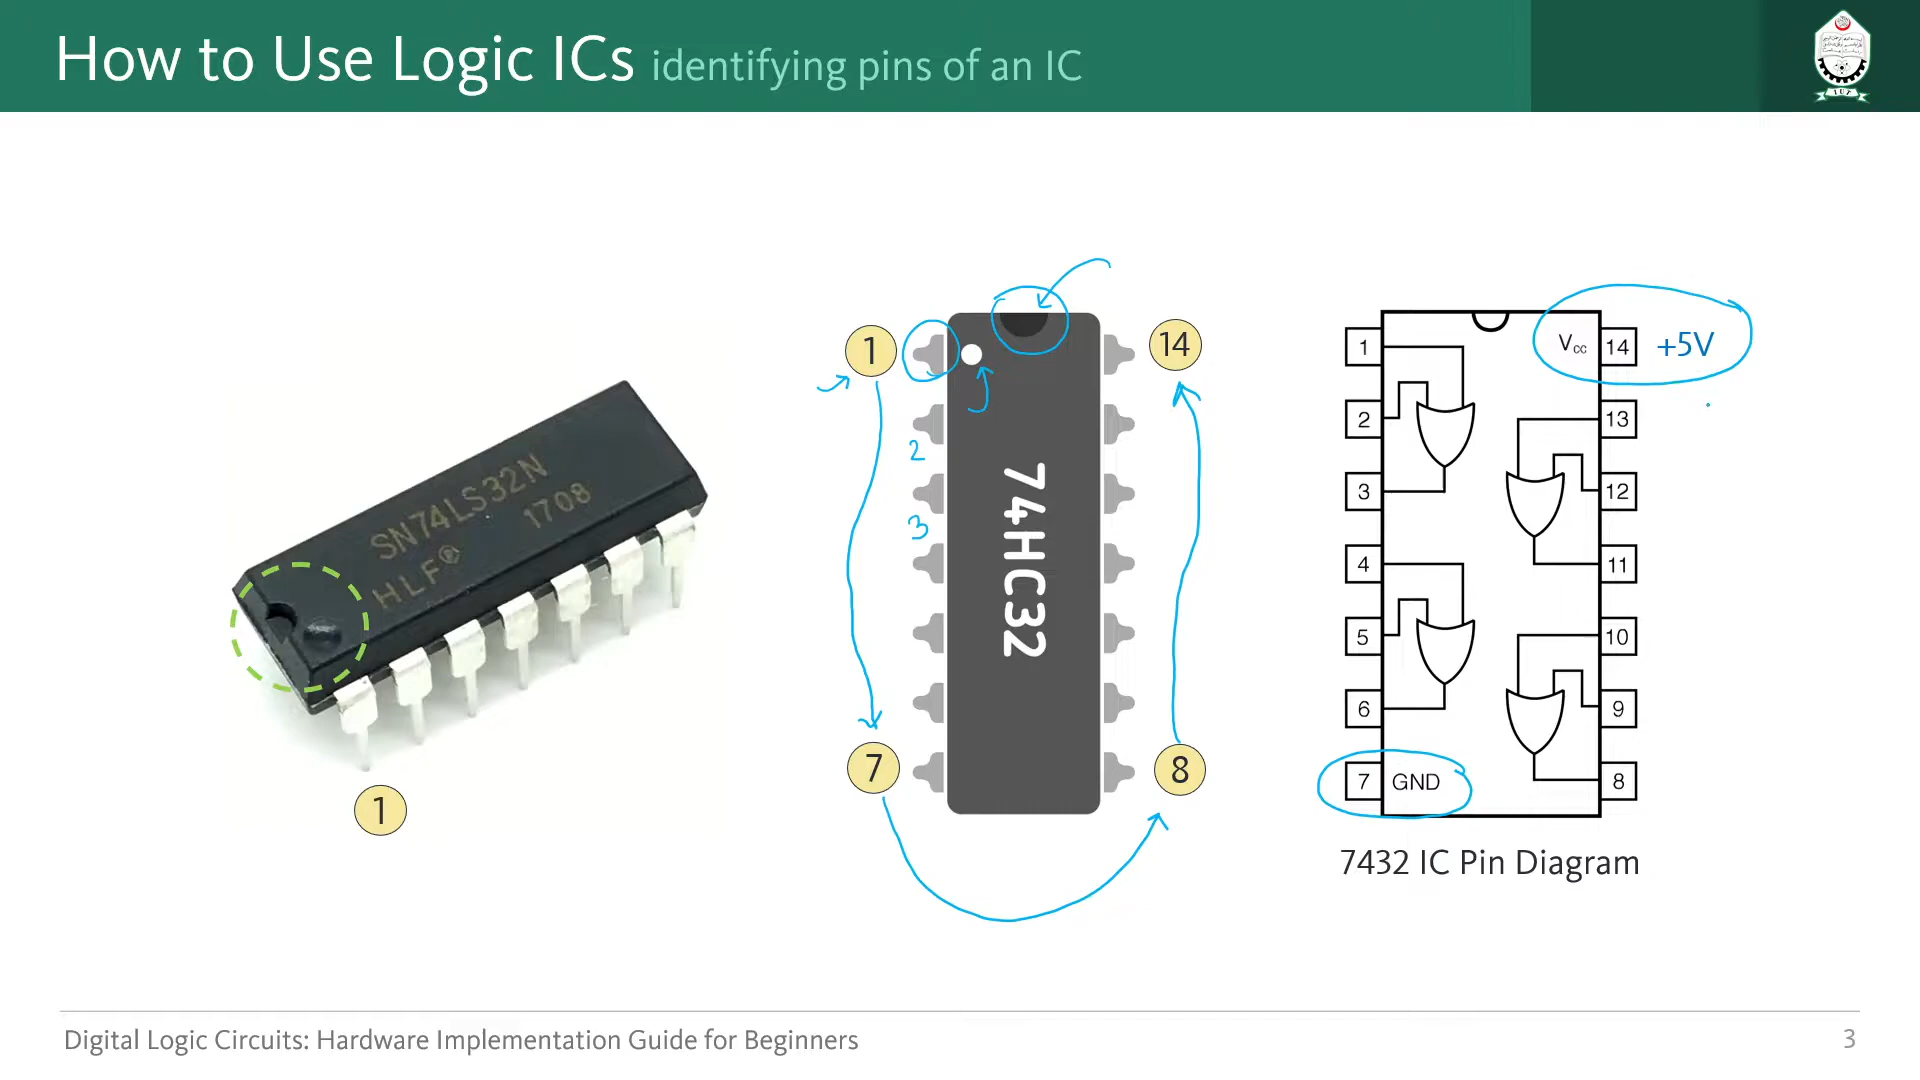 How to Use Logic ICs identifying pins of an IC
SN74LS32N
1708
HLF®
1
1
2
3
7
74HC32
14
8
1
2
3
4
5
6
7 GND
Vcc 14 +5V
13
12
11
10
9
8
7432 IC Pin Diagram
Digital Logic Circuits: Hardware Implementation Guide for Beginners
3